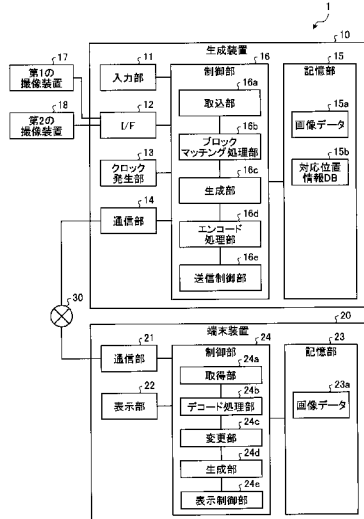 1
10
生成装置
17
第1の
撮像装置
18
第2の
撮像装置
11
入力部
12
I/F
13
クロック
発生部
14
通信部
16
制御部
16a
取込部
16b
ブロック
マッチング処理部
16c
生成部
16d
エンコード
処理部
16e
送信制御部
15
記憶部
15a
画像データ
15b
対応位置
情報DB
30
20
端末装置
21
通信部
22
表示部
24
制御部
24a
取得部
24b
デコード処理部
24c
変更部
24d
生成部
24e
表示制御部
23
記憶部
23a
画像データ